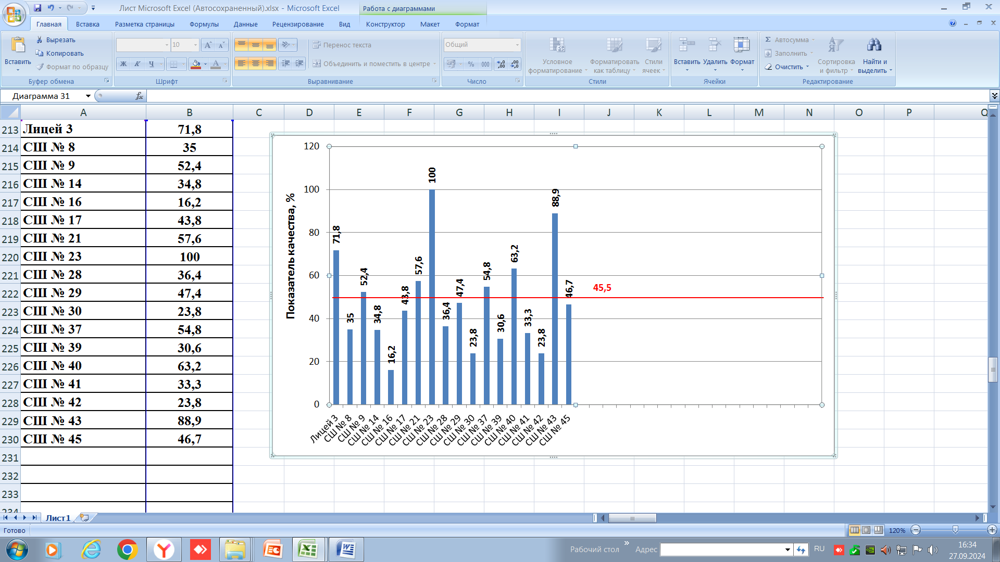 Лист Microsoft Excel (Автосохраненный).xlsx - Microsoft Excel
Работа с диаграммами
Главная Вставка Разметка страницы Формулы Данные Рецензирование Вид Конструктор Макет Формат
Вставить
Вырезать
Копировать
Формат по образцу
Буфер обмена
10
Ж К Ч
Шрифт
Перенос текста
Объединить и поместить в центре
Выравнивание
Общий
% 000
Число
Условное форматирование
Форматировать как таблицу
Стили ячеек
Стили
Вставить Удалить Формат
Ячейки
Σ Автосумма
Заполнить
Очистить
Сортировка и фильтр
Найти и выделить
Редактирование
Диаграмма 31
fx
A B C D E F G H I J K L M N O P Q
213 Лицей 3 71,8
214 СШ № 8 35
215 СШ № 9 52,4
216 СШ № 14 34,8
217 СШ № 16 16,2
218 СШ № 17 43,8
219 СШ № 21 57,6
220 СШ № 23 100
221 СШ № 28 36,4
222 СШ № 29 47,4
223 СШ № 30 23,8
224 СШ № 37 54,8
225 СШ № 39 30,6
226 СШ № 40 63,2
227 СШ № 41 33,3
228 СШ № 42 23,8
229 СШ № 43 88,9
230 СШ № 45 46,7
231
232
233
234
Показатель качества, %
120
100
80
60
40
20
0
71,8 35 52,4 34,8 16,2 43,8 57,6 100 36,4 47,4 23,8 54,8 30,6 63,2 33,3 23,8 88,9 46,7
45,5
Лицей 3 СШ № 8 СШ № 9 СШ № 14 СШ № 16 СШ № 17 СШ № 21 СШ № 23 СШ № 28 СШ № 29 СШ № 30 СШ № 37 СШ № 39 СШ № 40 СШ № 41 СШ № 42 СШ № 43 СШ № 45
Лист1
Готово
120%
Рабочий стол
Адрес
RU
16:34
27.09.2024